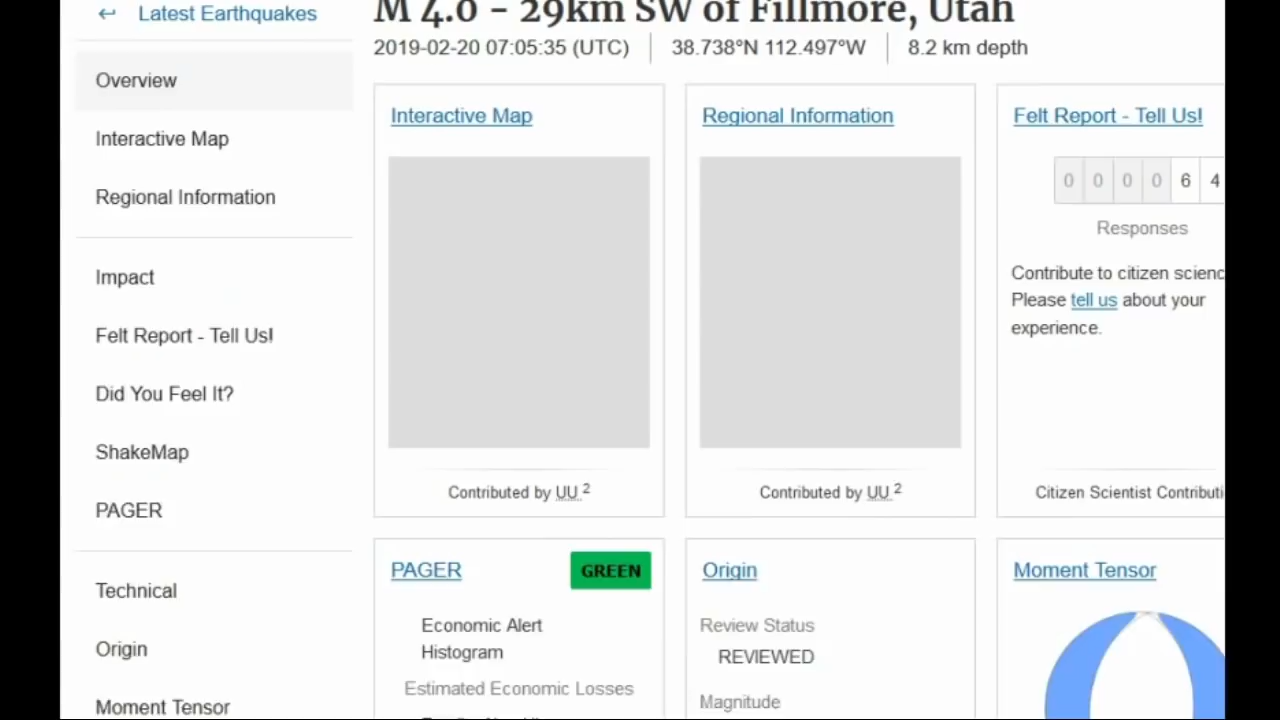 ↩ Latest Earthquakes
Overview
Interactive Map
Regional Information
Impact
Felt Report - Tell Us!
Did You Feel It?
ShakeMap
PAGER
Technical
Origin
Moment Tensor
M 4.0 - 29km SW of Fillmore, Utah
2019-02-20 07:05:35 (UTC) 38.738°N 112.497°W 8.2 km depth
Interactive Map
Contributed by UU 2
Regional Information
Contributed by UU 2
Felt Report - Tell Us!
0 0 0 0 6 4
Responses
Contribute to citizen scienc
Please tell us about your
experience.
Citizen Scientist Contributi
PAGER
GREEN
Economic Alert
Histogram
Estimated Economic Losses
Origin
Review Status
REVIEWED
Magnitude
Moment Tensor